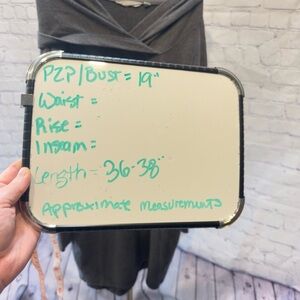 P2P/Bust = 19"
Waist =
Rise =
Inseam =
Length = 36-38"
Approximate measurements